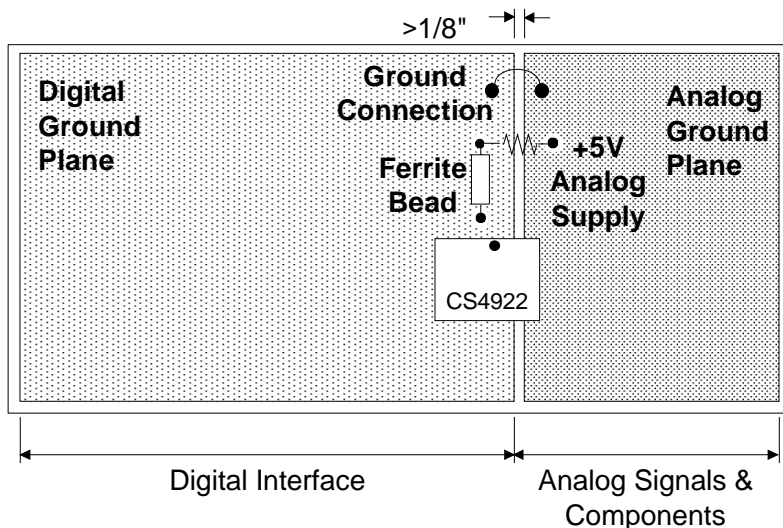 >1/8"
Digital
Ground
Plane
Ground
Connection
Analog
Ground
Plane
+5V
Analog
Supply
Ferrite
Bead
CS4922
Digital Interface
Analog Signals &
Components